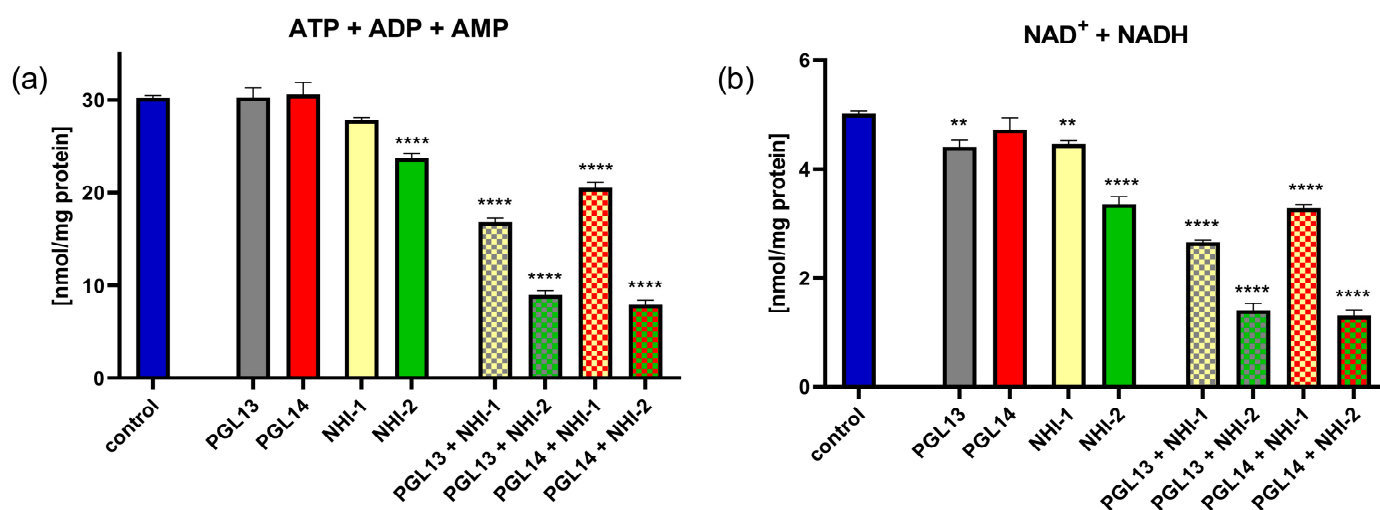 ATP + ADP + AMP
(a)
[nmol/mg protein]
30
20
10
0
****
****
****
****
****
control
PGL13
PGL14
NHI-1
NHI-2
PGL13 + NHI-1
PGL13 + NHI-2
PGL14 + NHI-1
PGL14 + NHI-2
NAD⁺ + NADH
(b)
[nmol/mg protein]
6
4
2
0
**
**
****
****
****
****
****
control
PGL13
PGL14
NHI-1
NHI-2
PGL13 + NHI-1
PGL13 + NHI-2
PGL14 + NHI-1
PGL14 + NHI-2